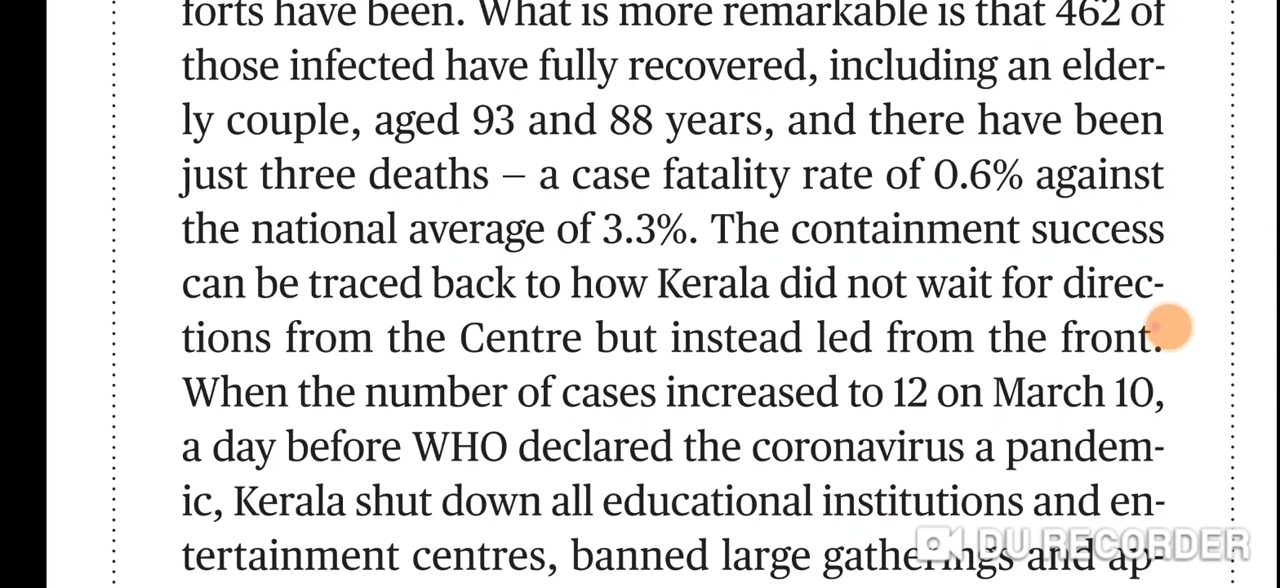 forts have been. What is more remarkable is that 462 of
those infected have fully recovered, including an elder-
ly couple, aged 93 and 88 years, and there have been
just three deaths – a case fatality rate of 0.6% against
the national average of 3.3%. The containment success
can be traced back to how Kerala did not wait for direc-
tions from the Centre but instead led from the front.
When the number of cases increased to 12 on March 10,
a day before WHO declared the coronavirus a pandem-
ic, Kerala shut down all educational institutions and en-
tertainment centres, banned large gatherings and ap-
DU RECORDER